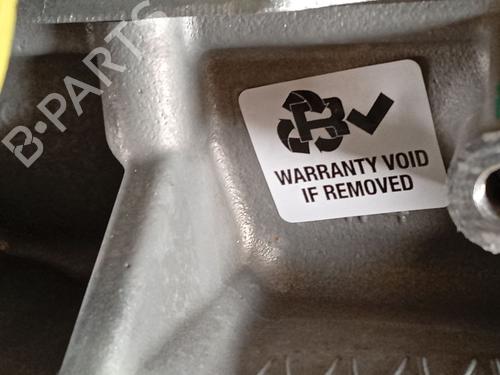 B-PARTS
R
WARRANTY VOID
IF REMOVED